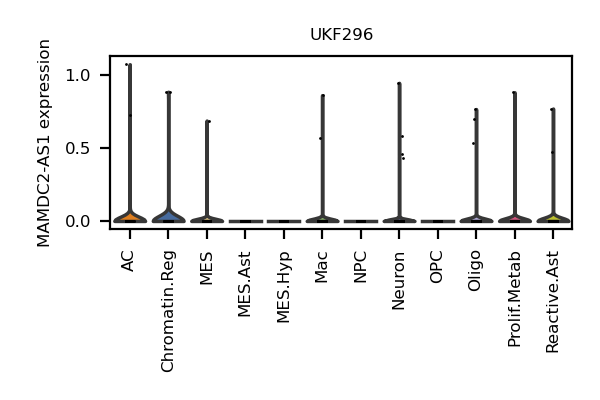 UKF296
MAMDC2-AS1 expression
1.0
0.5
0.0
AC
Chromatin.Reg
MES
MES.Ast
MES.Hyp
Mac
NPC
Neuron
OPC
Oligo
Prolif.Metab
Reactive.Ast